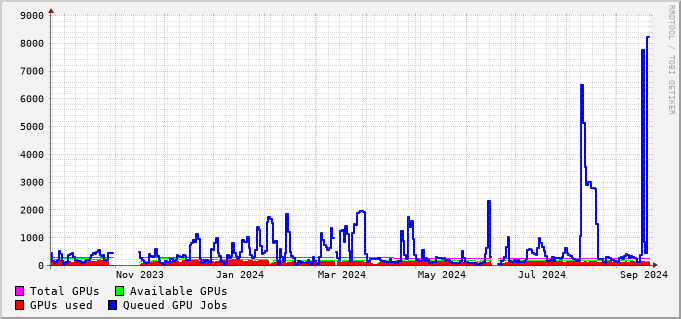 9000
8000
7000
6000
5000
4000
3000
2000
1000
0
Nov 2023 Jan 2024 Mar 2024 May 2024 Jul 2024 Sep 2024
Total GPUs Available GPUs
GPUs used Queued GPU Jobs
RRDTOOL / TOBI OETIKER